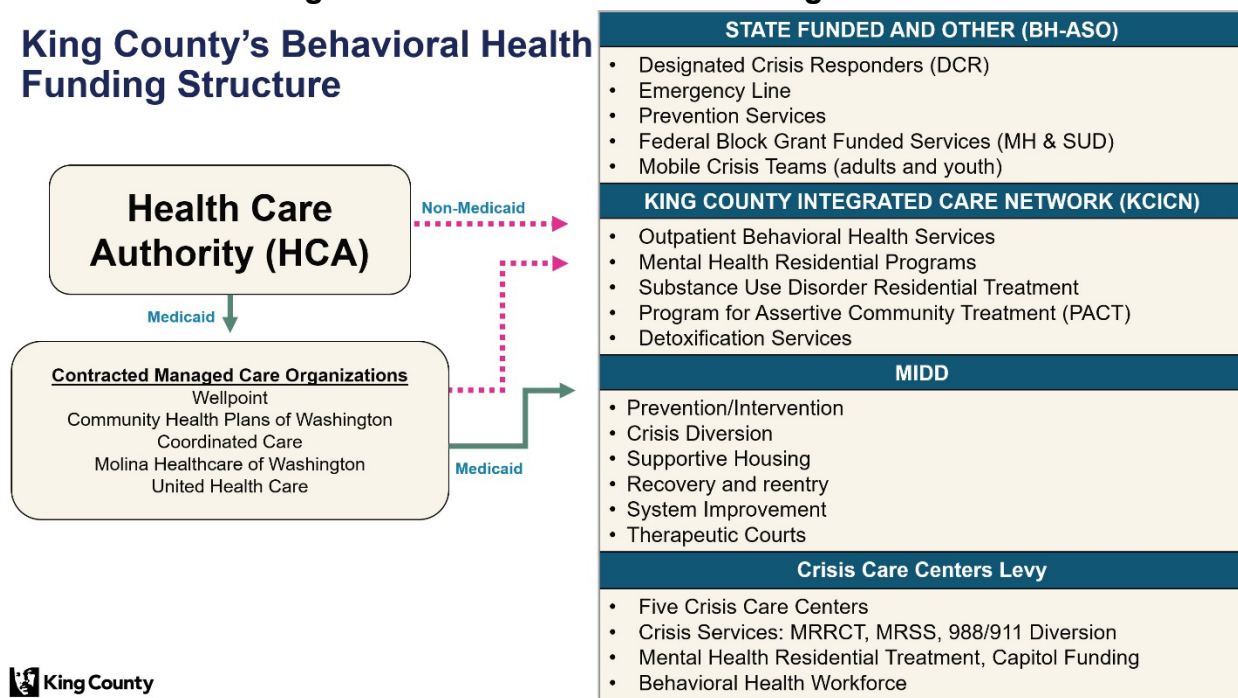 King County's Behavioral Health
Funding Structure
Health Care
Authority (HCA)
Non-Medicaid
Medicaid
Contracted Managed Care Organizations
Wellpoint
Community Health Plans of Washington
Coordinated Care
Molina Healthcare of Washington
United Health Care
Medicaid
STATE FUNDED AND OTHER (BH-ASO)
• Designated Crisis Responders (DCR)
• Emergency Line
• Prevention Services
• Federal Block Grant Funded Services (MH & SUD)
• Mobile Crisis Teams (adults and youth)
KING COUNTY INTEGRATED CARE NETWORK (KCICN)
• Outpatient Behavioral Health Services
• Mental Health Residential Programs
• Substance Use Disorder Residential Treatment
• Program for Assertive Community Treatment (PACT)
• Detoxification Services
MIDD
• Prevention/Intervention
• Crisis Diversion
• Supportive Housing
• Recovery and reentry
• System Improvement
• Therapeutic Courts
Crisis Care Centers Levy
• Five Crisis Care Centers
• Crisis Services: MRRCT, MRSS, 988/911 Diversion
• Mental Health Residential Treatment, Capitol Funding
• Behavioral Health Workforce
King County